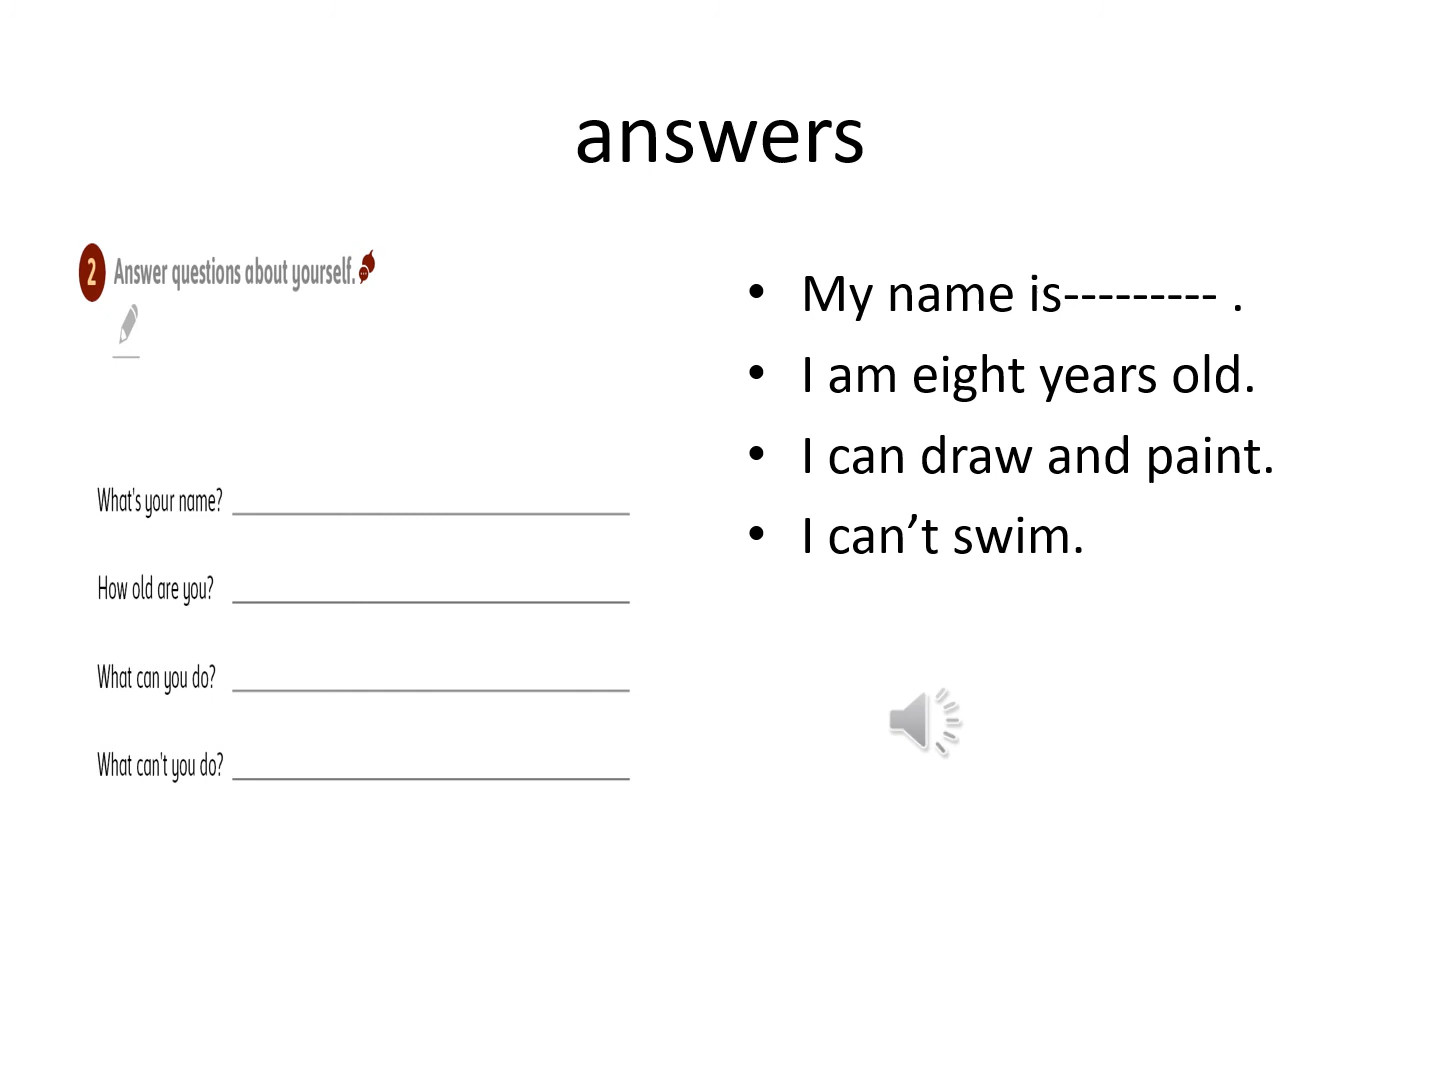 answers
2 Answer questions about yourself.
What's your name?
How old are you?
What can you do?
What can't you do?
• My name is--------- .
• I am eight years old.
• I can draw and paint.
• I can’t swim.